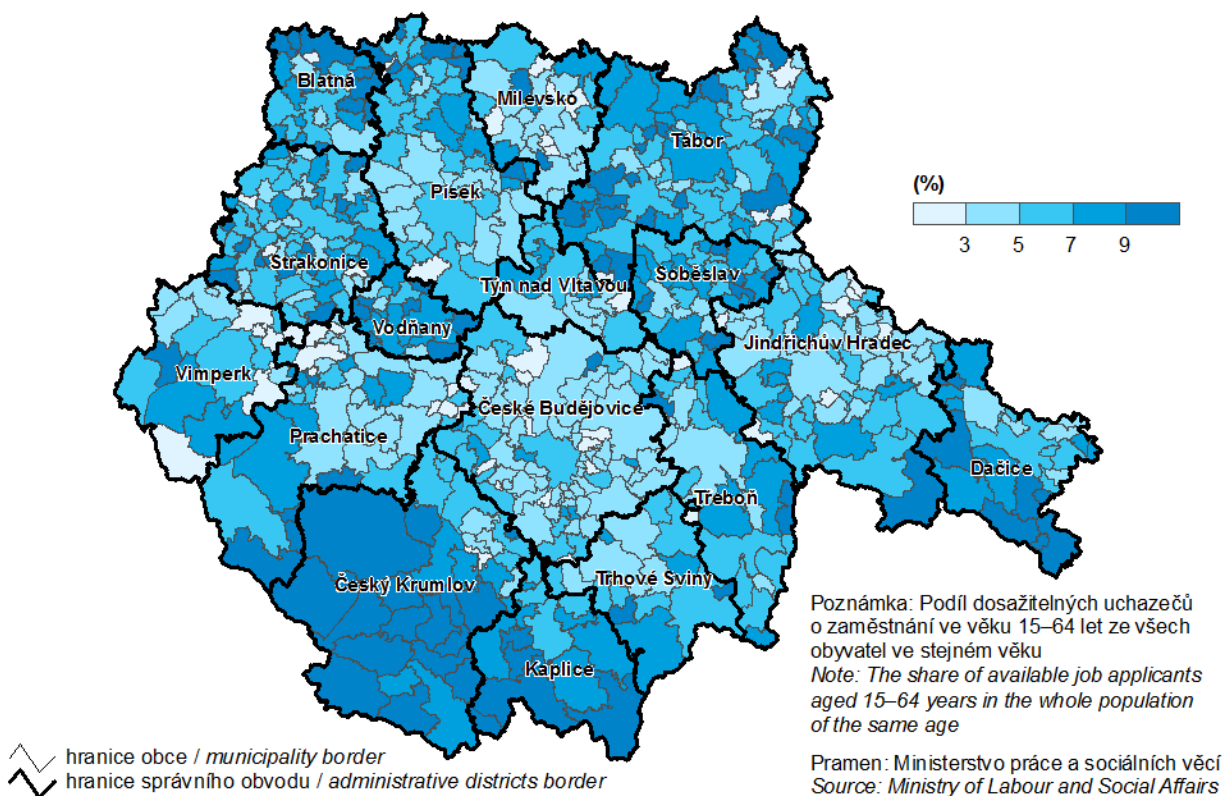 Blatná
Milevsko
Tábor
Písek
(%)
3 5 7 9
Strakonice
Soběslav
Týn nad Vltavou
Vodňany
Jindřichův Hradec
Vimperk
České Budějovice
Prachatice
Dačice
Třeboň
Český Krumlov
Trhové Sviny
Kaplice
Poznámka: Podíl dosažitelných uchazečů
o zaměstnání ve věku 15–64 let ze všech
obyvatel ve stejném věku
Note: The share of available job applicants
aged 15–64 years in the whole population
of the same age
hranice obce / municipality border
hranice správního obvodu / administrative districts border
Pramen: Ministerstvo práce a sociálních věcí
Source: Ministry of Labour and Social Affairs